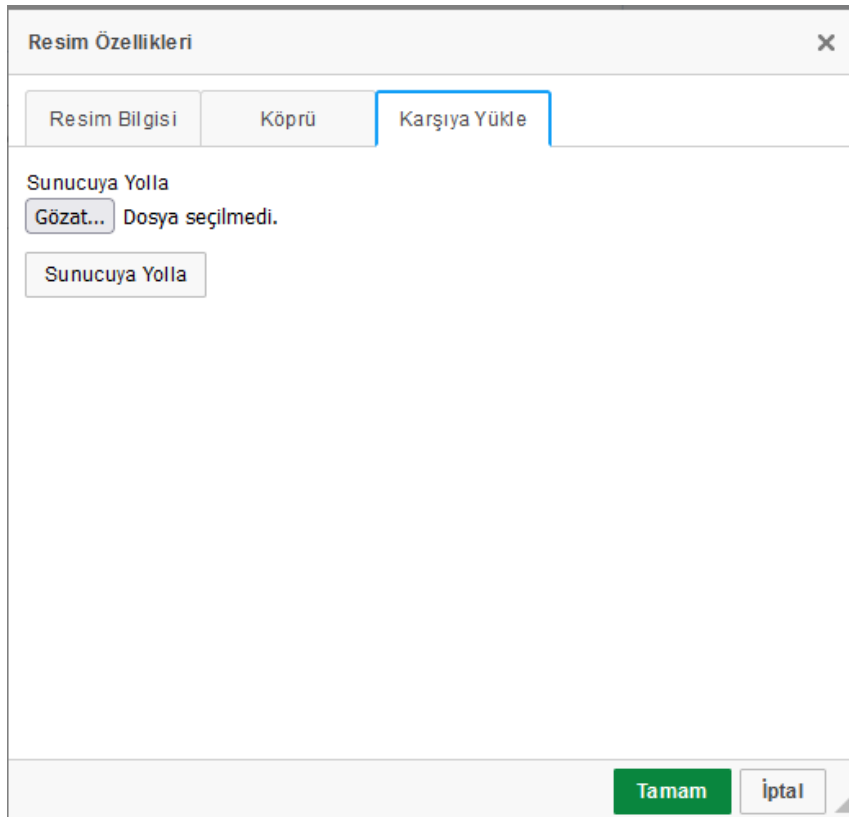 Resim Özellikleri
Resim Bilgisi Köprü Karşıya Yükle
Sunucuya Yolla
Gözat... Dosya seçilmedi.
Sunucuya Yolla
Tamam İptal